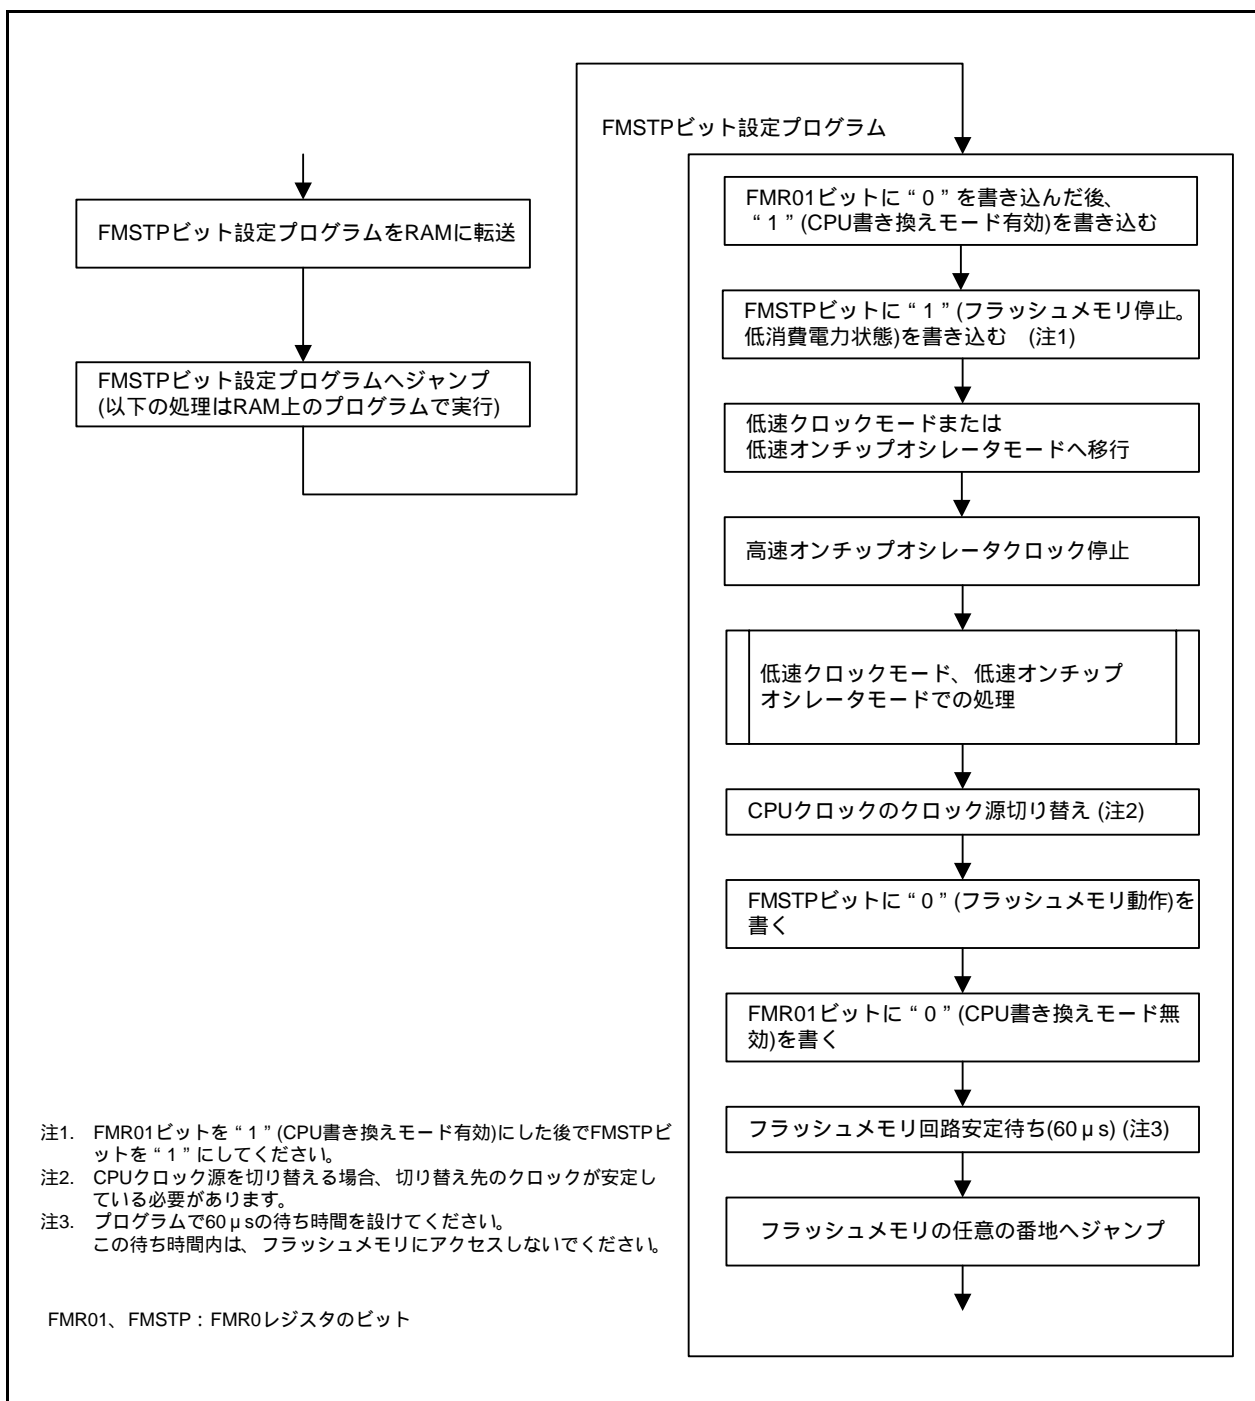 FMSTPビット設定プログラムをRAMに転送
FMSTPビット設定プログラムへジャンプ
(以下の処理はRAM上のプログラムで実行)
FMSTPビット設定プログラム
FMR01ビットに“0”を書き込んだ後、
“1”(CPU書き換えモード有効)を書き込む
FMSTPビットに“1”(フラッシュメモリ停止。
低消費電力状態)を書き込む (注1)
低速クロックモードまたは
低速オンチップオシレータモードへ移行
高速オンチップオシレータクロック停止
低速クロックモード、低速オンチップ
オシレータモードでの処理
CPUクロックのクロック源切り替え (注2)
FMSTPビットに“0”(フラッシュメモリ動作)を
書く
FMR01ビットに“0”(CPU書き換えモード無
効)を書く
フラッシュメモリ回路安定待ち(60μs) (注3)
フラッシュメモリの任意の番地へジャンプ
注1. FMR01ビットを“1”(CPU書き換えモード有効)にした後でFMSTPビ
ットを“1”にしてください。
注2. CPUクロック源を切り替える場合、切り替え先のクロックが安定し
ている必要があります。
注3. プログラムで60μsの待ち時間を設けてください。
この待ち時間内は、フラッシュメモリにアクセスしないでください。
FMR01、FMSTP:FMR0レジスタのビット